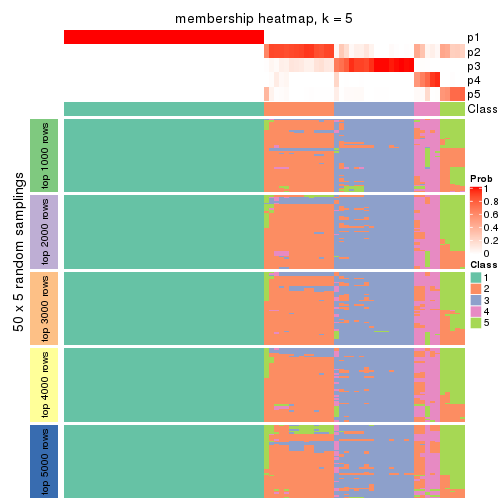 membership heatmap, k = 5
p1
p2
p3
p4
p5
Class
50 x 5 random samplings
top 1000 rows
top 2000 rows
top 3000 rows
top 4000 rows
top 5000 rows
Prob
1
0.8
0.6
0.4
0.2
0
Class
1
2
3
4
5